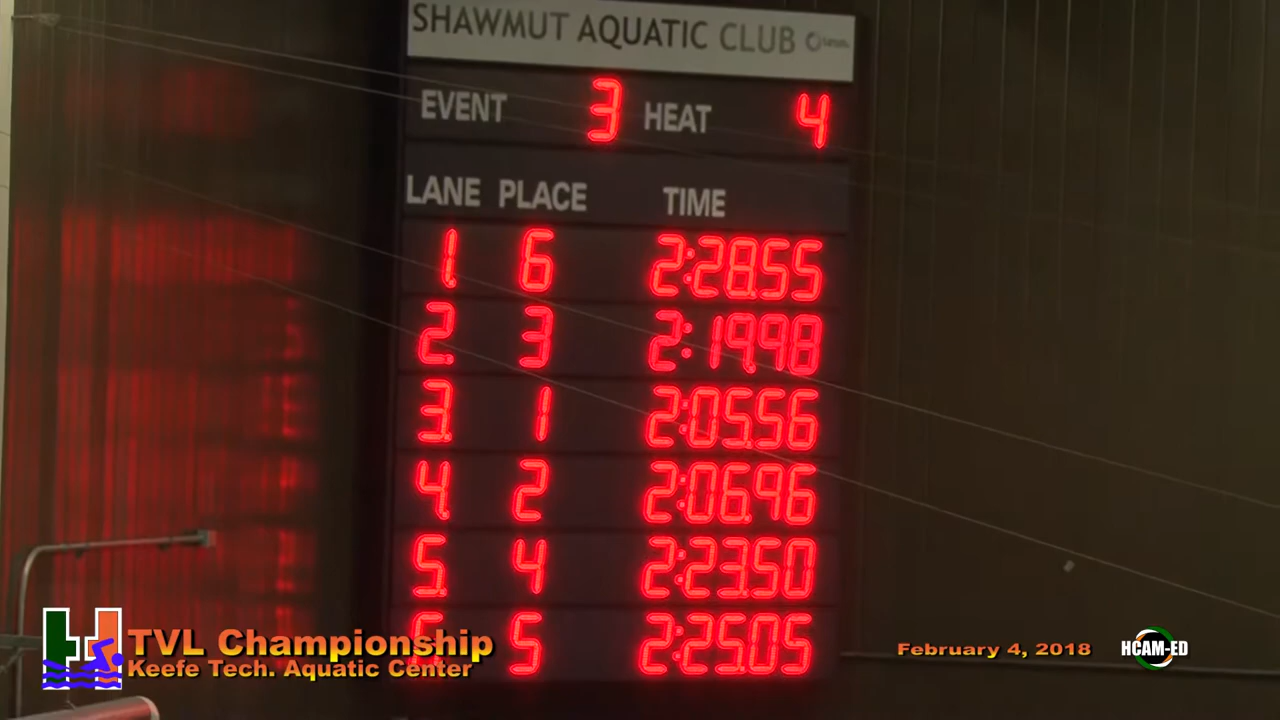 SHAWMUT AQUATIC CLUB
EVENT 3 HEAT 4
LANE PLACE TIME
1 6 2:28.55
2 3 2:19.98
3 1 2:05.56
4 2 2:06.96
5 4 2:23.50
5 2:25.05
TVL Championship
Keefe Tech. Aquatic Center
February 4, 2018
HCAM-ED